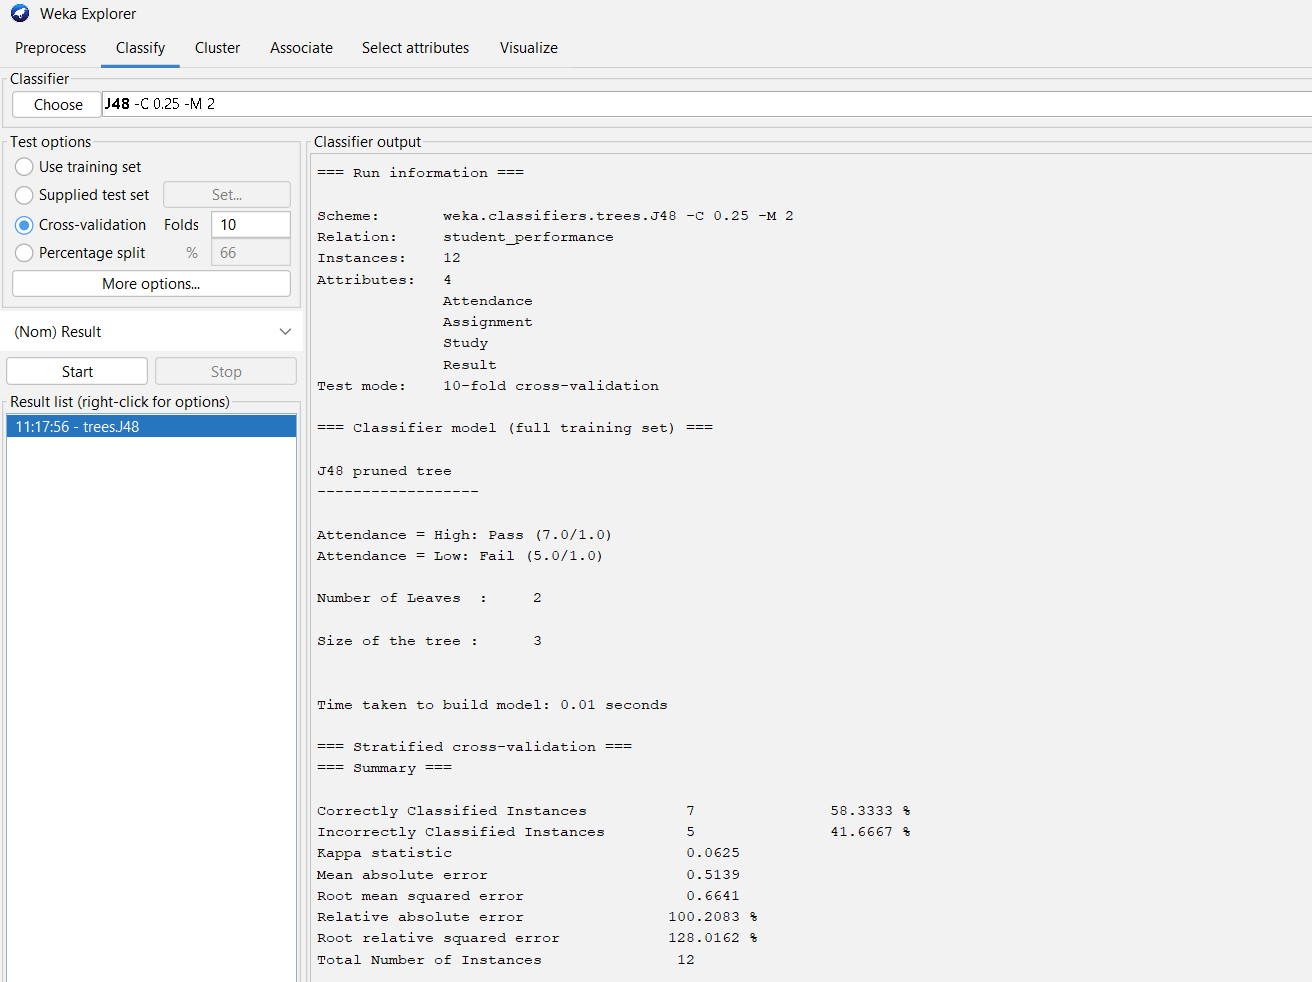 Weka Explorer
Preprocess Classify Cluster Associate Select attributes Visualize
Classifier
Choose J48 -C 0.25 -M 2
Test options
Use training set
Supplied test set Set...
Cross-validation Folds 10
Percentage split % 66
More options...
(Nom) Result
Start Stop
Result list (right-click for options)
11:17:56 - trees.J48
Classifier output
=== Run information ===
Scheme: weka.classifiers.trees.J48 -C 0.25 -M 2
Relation: student_performance
Instances: 12
Attributes: 4
Attendance
Assignment
Study
Result
Test mode: 10-fold cross-validation
=== Classifier model (full training set) ===
J48 pruned tree
------------------
Attendance = High: Pass (7.0/1.0)
Attendance = Low: Fail (5.0/1.0)
Number of Leaves : 2
Size of the tree : 3
Time taken to build model: 0.01 seconds
=== Stratified cross-validation ===
=== Summary ===
Correctly Classified Instances 7 58.3333 %
Incorrectly Classified Instances 5 41.6667 %
Kappa statistic 0.0625
Mean absolute error 0.5139
Root mean squared error 0.6641
Relative absolute error 100.2083 %
Root relative squared error 128.0162 %
Total Number of Instances 12